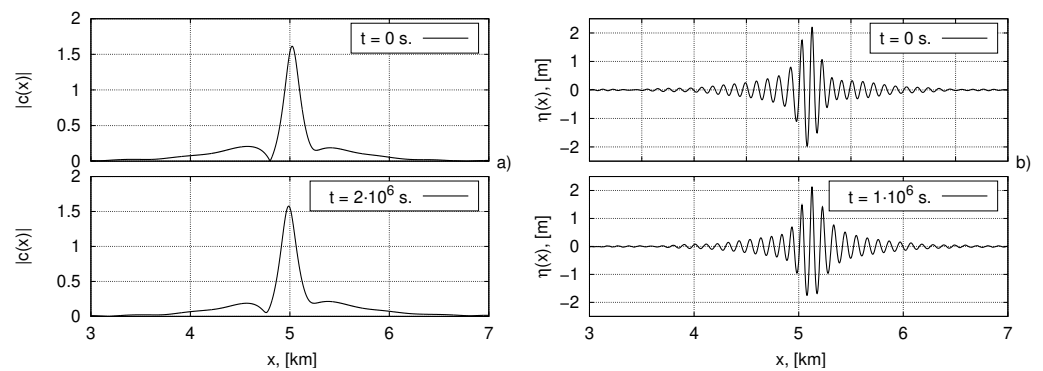 2
1.5
1
0.5
0
|c(x)|
t = 0 s.
a)
2
1.5
1
0.5
0
|c(x)|
t = 2·10⁶ s.
3 4 5 6 7
x, [km]
2
1
0
−1
−2
η(x), [m]
t = 0 s.
b)
2
1
0
−1
−2
η(x), [m]
t = 1·10⁶ s.
3 4 5 6 7
x, [km]